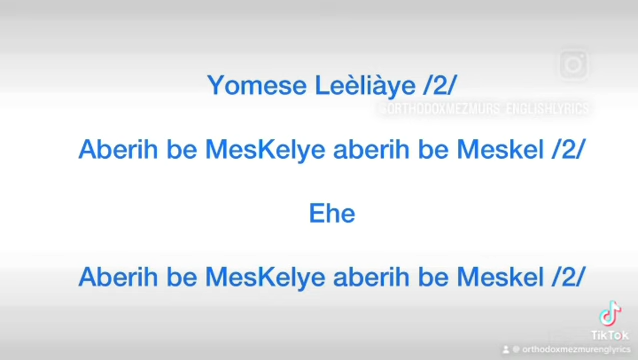 Yomese Leèliàye /2/
@ORTHODOXMEZMURS_ENGLISHLYRICS
Aberih be MesKelye aberih be Meskel /2/
Ehe
Aberih be MesKelye aberih be Meskel /2/
TikTok
@ orthodoxmezmurenglyrics